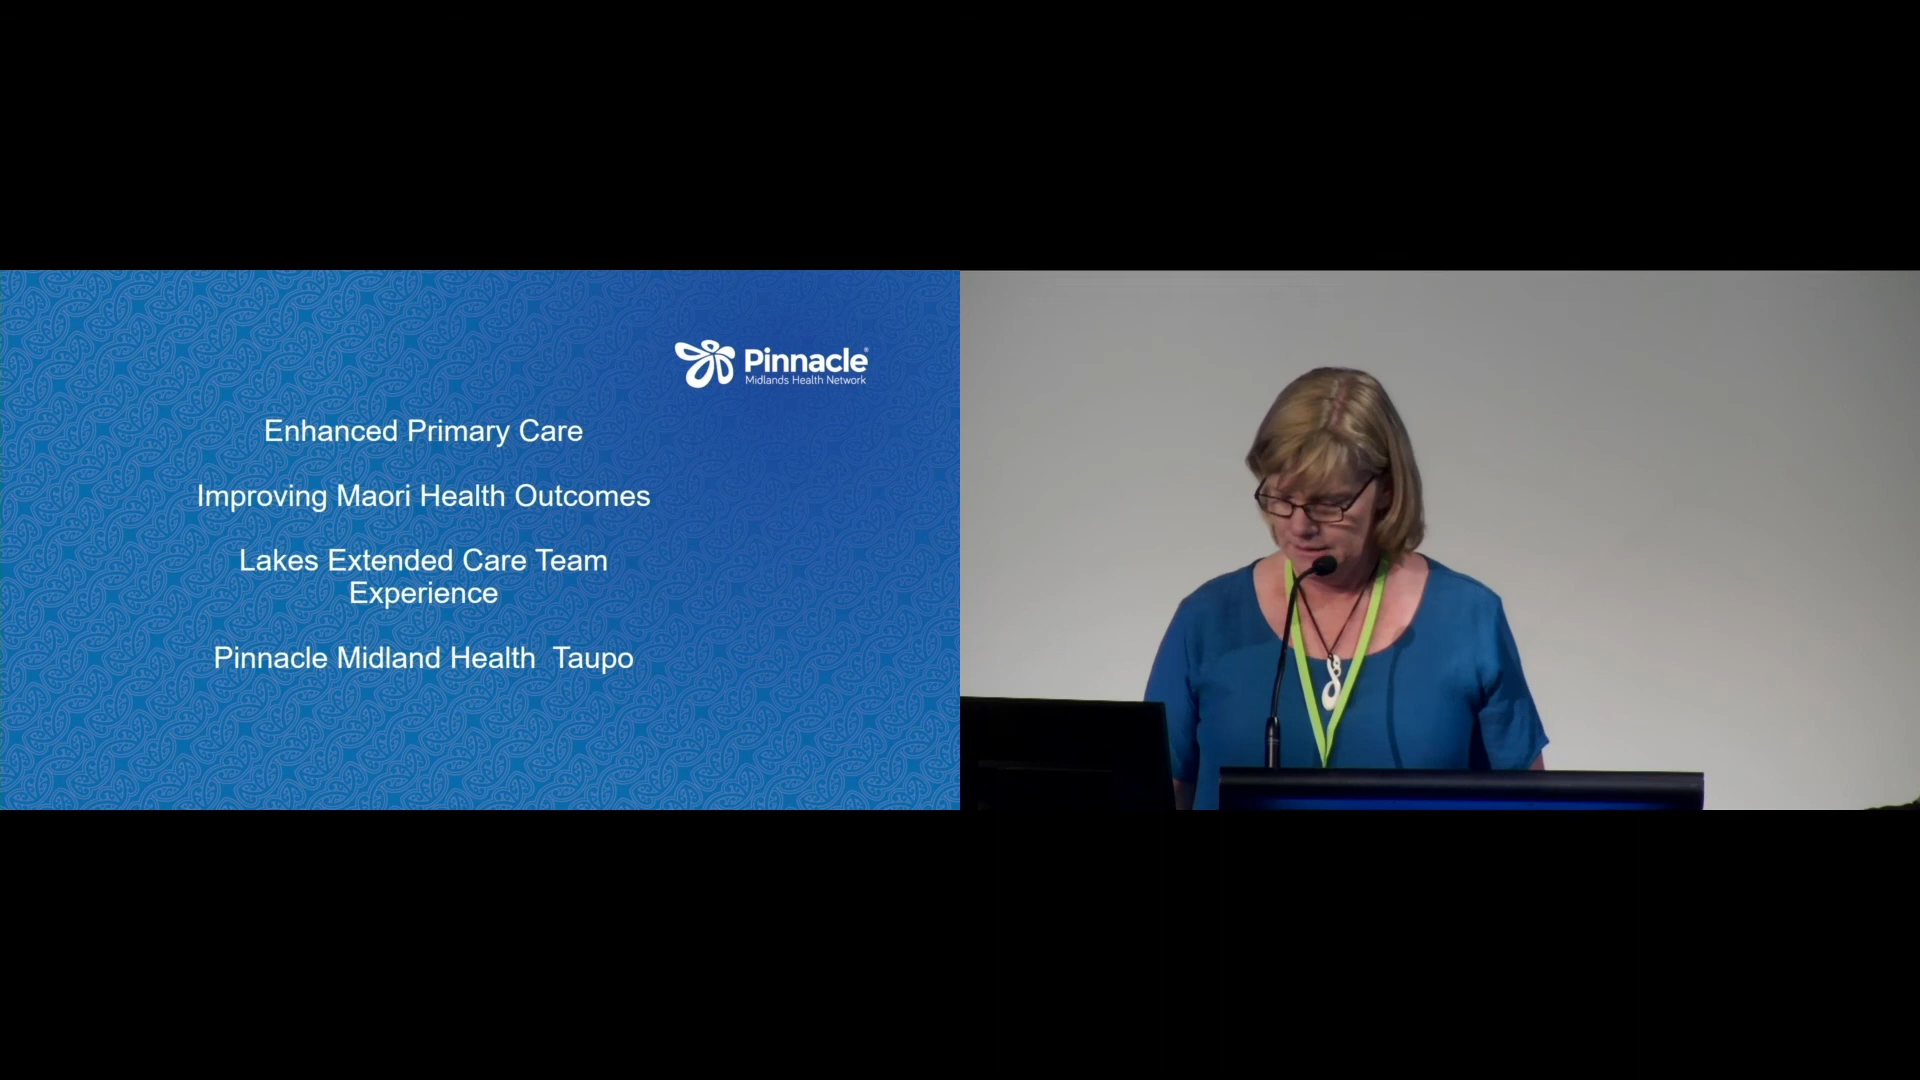 Pinnacle®
Midlands Health Network
Enhanced Primary Care
Improving Maori Health Outcomes
Lakes Extended Care Team
Experience
Pinnacle Midland Health Taupo